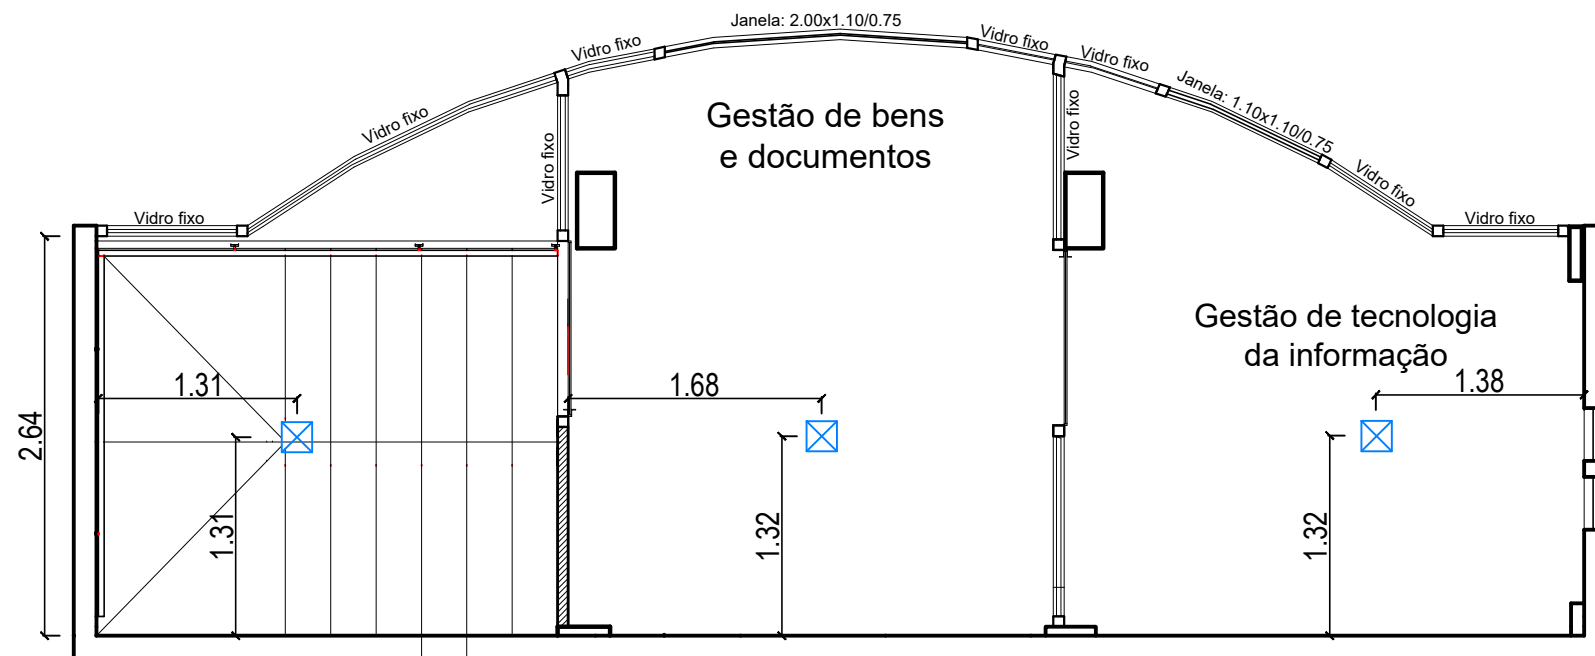 Janela: 2.00x1.10/0.75
Vidro fixo
Vidro fixo
Vidro fixo
Vidro fixo
Janela: 1.10x1.10/0.75
Vidro fixo
Vidro fixo
Vidro fixo
Vidro fixo
Vidro fixo
Vidro fixo
Gestão de bens
e documentos
Gestão de tecnologia
da informação
1.31
1.68
1.38
2.64
1.31
1.32
1.32